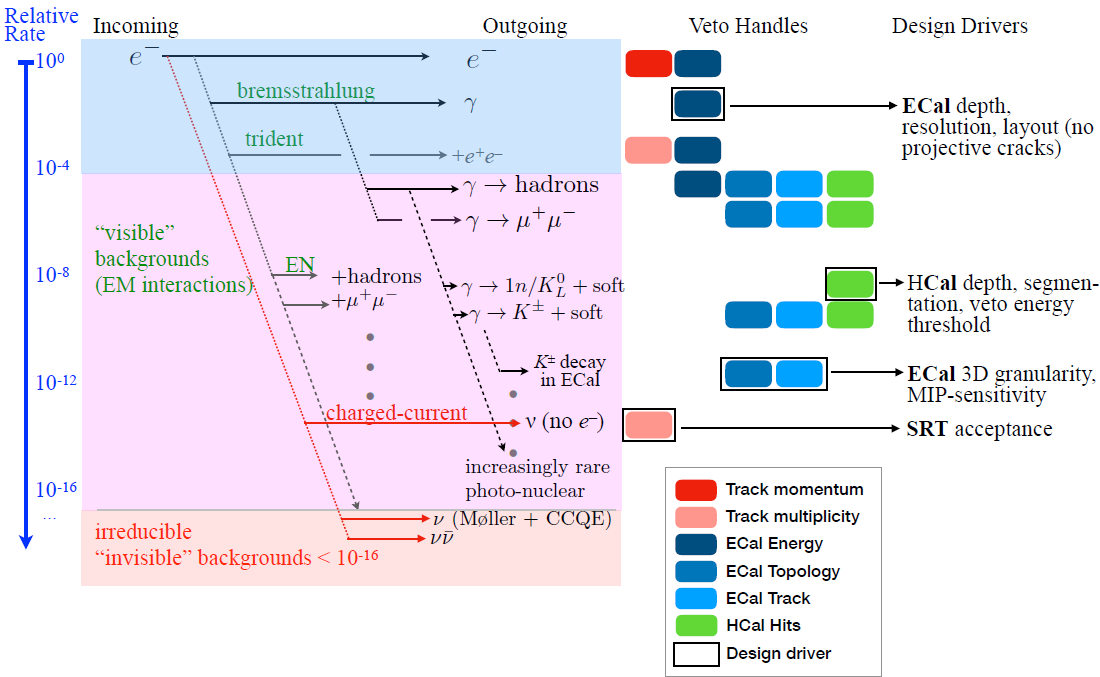 Relative
Rate
Incoming
Outgoing
Veto Handles
Design Drivers
10⁰
e⁻
e⁻
bremsstrahlung
γ
ECal depth,
resolution, layout (no
projective cracks)
trident
+e⁺e⁻
10⁻⁴
γ → hadrons
γ → μ⁺μ⁻
“visible”
backgrounds
(EM interactions)
10⁻⁸
EN
+hadrons
+μ⁺μ⁻
γ → 1n/K⁰_L + soft
γ → K± + soft
HCal depth, segmen-
tation, veto energy
threshold
10⁻¹²
K± decay
in ECal
ECal 3D granularity,
MIP-sensitivity
charged-current
ν (no e⁻)
SRT acceptance
increasingly rare
photo-nuclear
10⁻¹⁶
...
ν (Møller + CCQE)
νν̄
irreducible
“invisible” backgrounds < 10⁻¹⁶
Track momentum
Track multiplicity
ECal Energy
ECal Topology
ECal Track
HCal Hits
Design driver